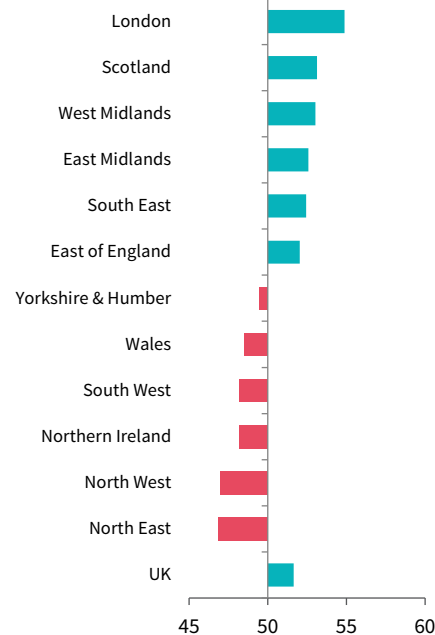 London
Scotland
West Midlands
East Midlands
South East
East of England
Yorkshire & Humber
Wales
South West
Northern Ireland
North West
North East
UK
45 50 55 60